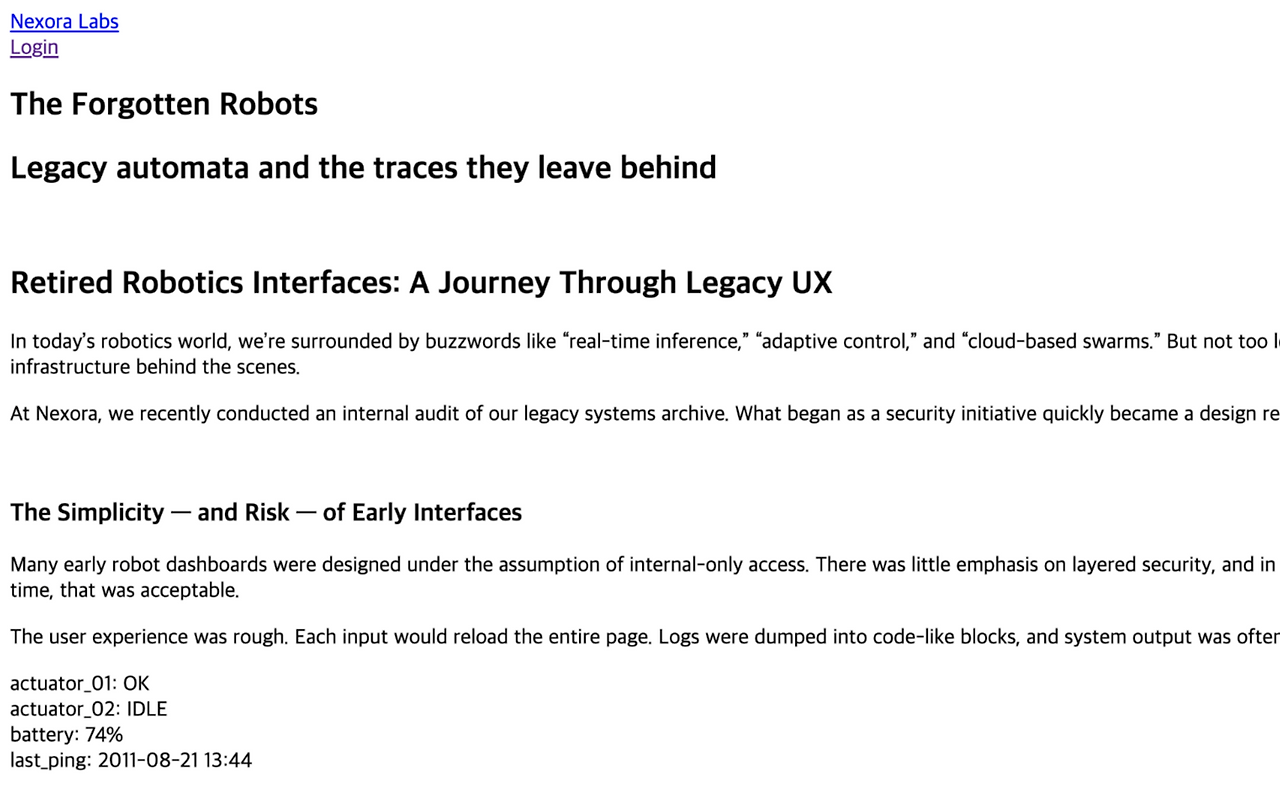 Nexora Labs
Login
The Forgotten Robots
Legacy automata and the traces they leave behind
Retired Robotics Interfaces: A Journey Through Legacy UX
In today’s robotics world, we’re surrounded by buzzwords like “real-time inference,” “adaptive control,” and “cloud-based swarms.” But not too
infrastructure behind the scenes.
At Nexora, we recently conducted an internal audit of our legacy systems archive. What began as a security initiative quickly became a design
The Simplicity — and Risk — of Early Interfaces
Many early robot dashboards were designed under the assumption of internal-only access. There was little emphasis on layered security, and in
time, that was acceptable.
The user experience was rough. Each input would reload the entire page. Logs were dumped into code-like blocks, and system output was
actuator_01: OK
actuator_02: IDLE
battery: 74%
last_ping: 2011-08-21 13:44